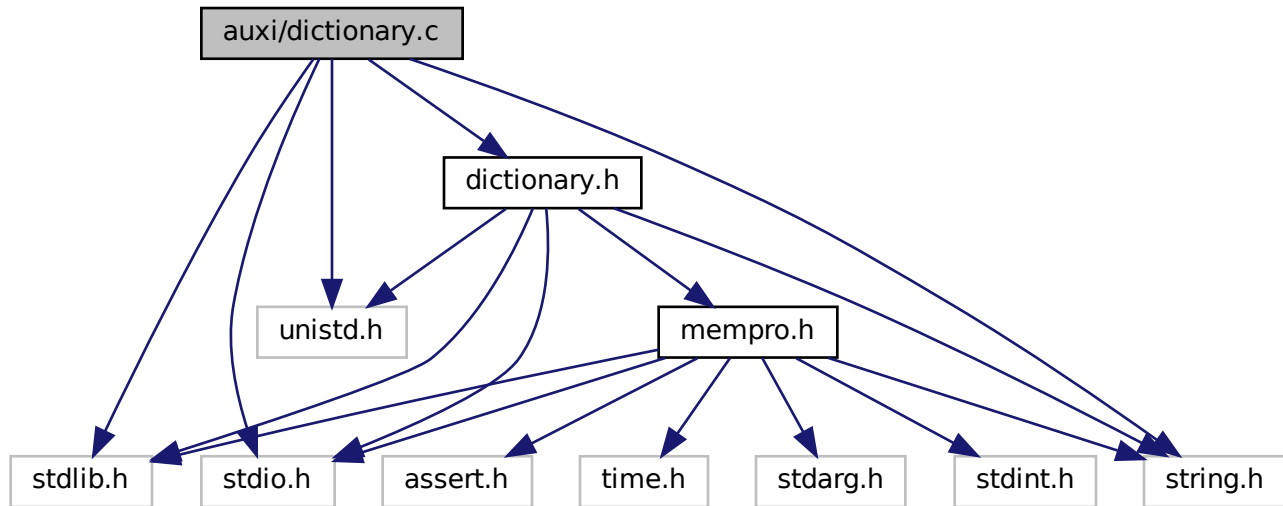 auxi/dictionary.c
dictionary.h
unistd.h
mempro.h
stdlib.h
stdio.h
assert.h
time.h
stdarg.h
stdint.h
string.h